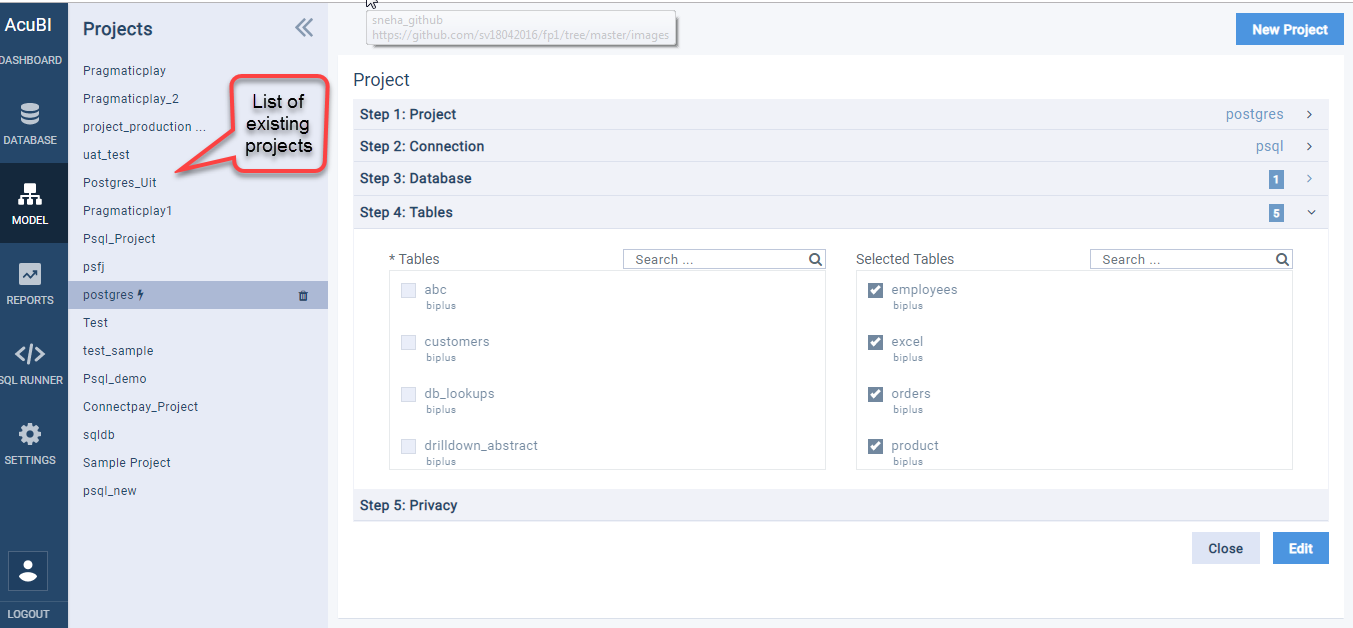 AcuBI
DASHBOARD
DATABASE
MODEL
REPORTS
SQL RUNNER
SETTINGS
LOGOUT
Projects
Pragmaticplay
Pragmaticplay_2
project_production ...
uat_test
Postgres_Uit
Pragmaticplay1
Psql_Project
psfj
postgres
Test
test_sample
Psql_demo
Connectpay_Project
sqldb
Sample Project
psql_new
List of
existing
projects
sneha_github
https://github.com/sv18042016/fp1/tree/master/images
New Project
Project
Step 1: Project postgres
Step 2: Connection psql
Step 3: Database 1
Step 4: Tables 5
* Tables Search ...
abc
biplus
customers
biplus
db_lookups
biplus
drilldown_abstract
biplus
Selected Tables Search ...
employees
biplus
excel
biplus
orders
biplus
product
biplus
Step 5: Privacy
Close Edit